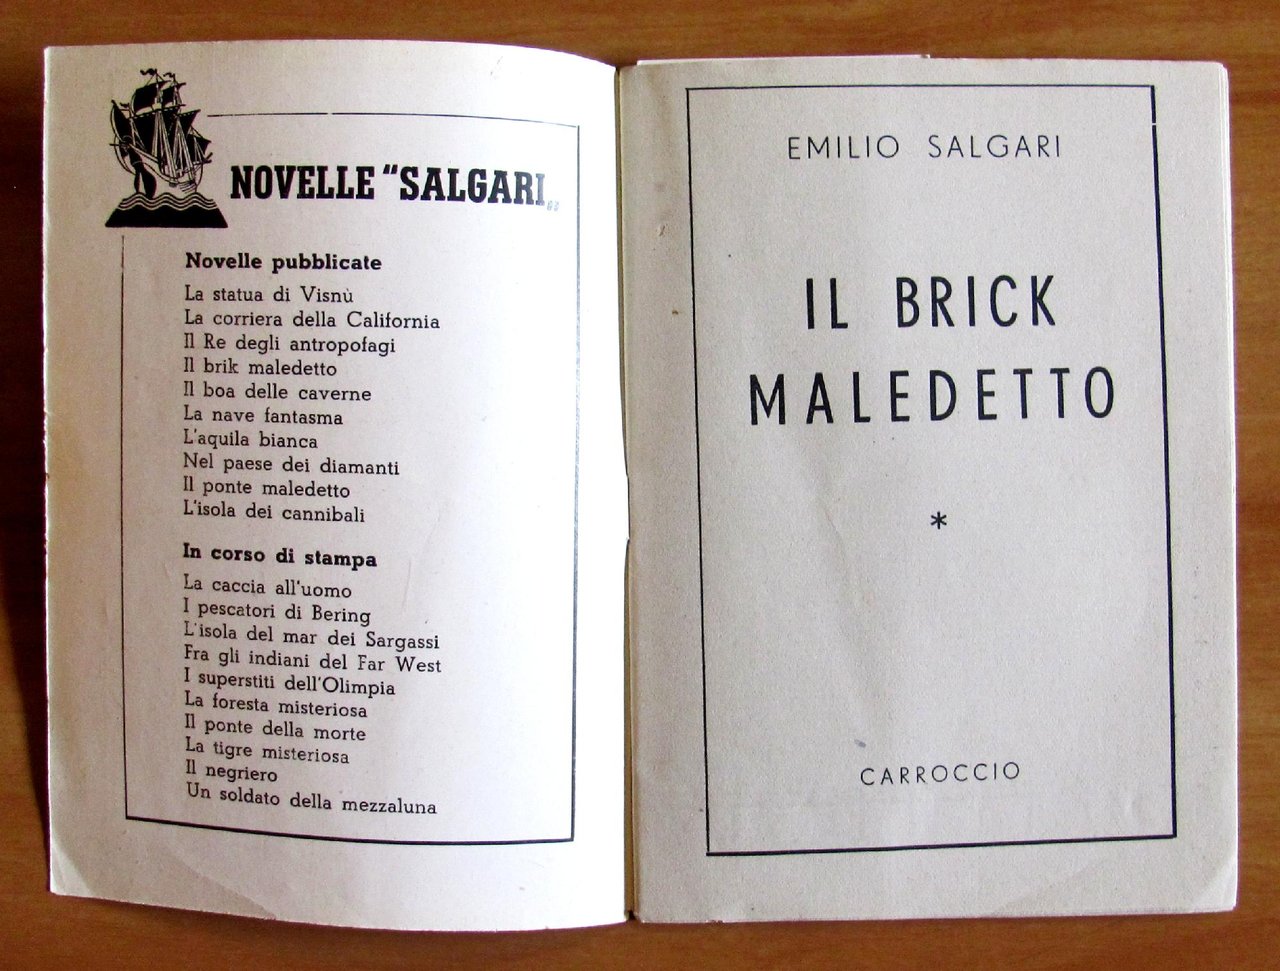 NOVELLE "SALGARI„
Novelle pubblicate
La statua di Visnù
La corriera della California
Il Re degli antropofagi
Il brik maledetto
Il boa delle caverne
La nave fantasma
L'aquila bianca
Nel paese dei diamanti
Il ponte maledetto
L'isola dei cannibali
In corso di stampa
La caccia all'uomo
I pescatori di Bering
L'isola del mar dei Sargassi
Fra gli indiani del Far West
I superstiti dell'Olimpia
La foresta misteriosa
Il ponte della morte
La tigre misteriosa
Il negriero
Un soldato della mezzaluna
EMILIO SALGARI
IL BRICK
MALEDETTO
*
CARROCCIO